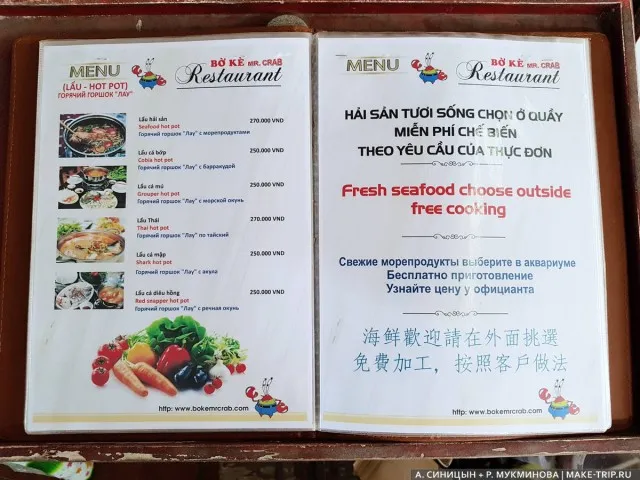 MENU
(LẨU - HOT POT)
ГОРЯЧИЙ ГОРШОК "ЛАУ"
BỜ KÈ MR. CRAB
Restaurant
Lẩu hải sản
Seafood hot pot
Горячий горшок "Лау" с морепродуктами
270.000 VND
Lẩu cá bớp
Cobia hot pot
Горячий горшок "Лау" с барракудой
250.000 VND
Lẩu cá mú
Grouper hot pot
Горячий горшок "Лау" с морской окунь
250.000 VND
Lẩu Thái
Thai hot pot
Горячий горшок "Лау" по тайский
270.000 VND
Lẩu cá mập
Shark hot pot
Горячий горшок "Лау" с акула
250.000 VND
Lẩu cá diêu hồng
Red snapper hot pot
Горячий горшок "Лау" с речная окунь
250.000 VND
http: www.bokemrcrab.com
MENU
BỜ KÈ MR. CRAB
Restaurant
HẢI SẢN TƯƠI SỐNG CHỌN Ở QUẦY
MIỄN PHÍ CHẾ BIẾN
THEO YÊU CẦU CỦA THỰC ĐƠN
Fresh seafood choose outside
free cooking
Свежие морепродукты выберите в аквариуме
Бесплатно приготовление
Узнайте цену у официанта
海鮮歡迎請在外面挑選
免費加工，按照客戶做法
http: www.bokemrcrab.com
А. СИНИЦЫН + Р. МУКМИНОВА | MAKE-TRIP.RU